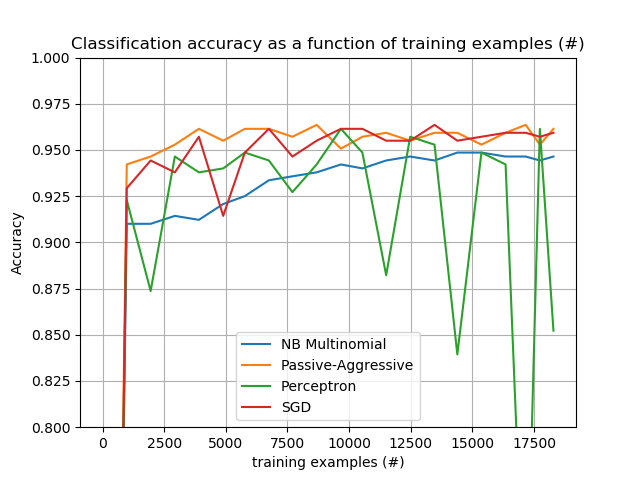 Classification accuracy as a function of training examples (#)
1.000
0.975
0.950
0.925
0.900
0.875
0.850
0.825
0.800
Accuracy
NB Multinomial
Passive-Aggressive
Perceptron
SGD
0 2500 5000 7500 10000 12500 15000 17500
training examples (#)